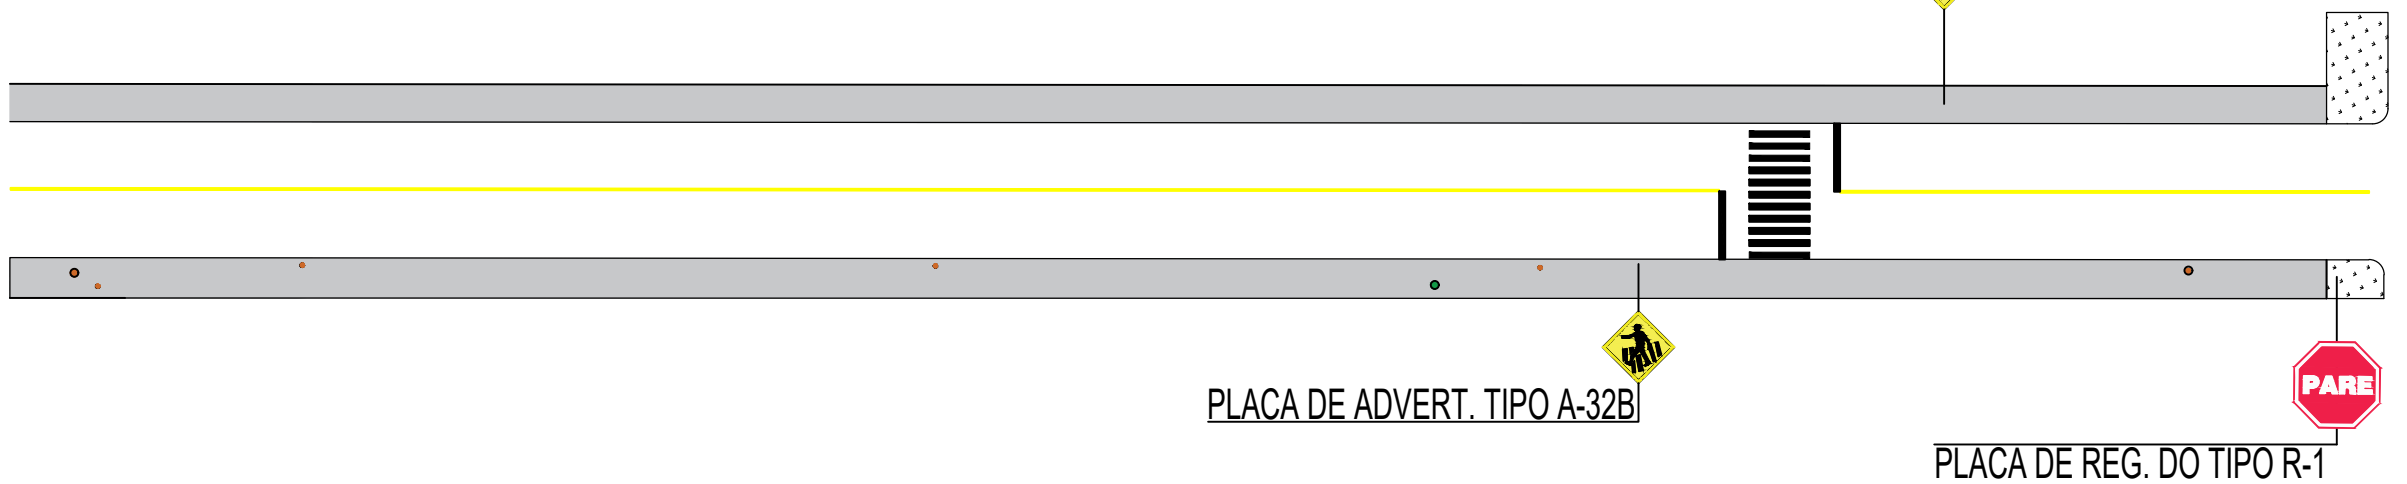 PLACA DE ADVERT. TIPO A-32B
PARE
PLACA DE REG. DO TIPO R-1